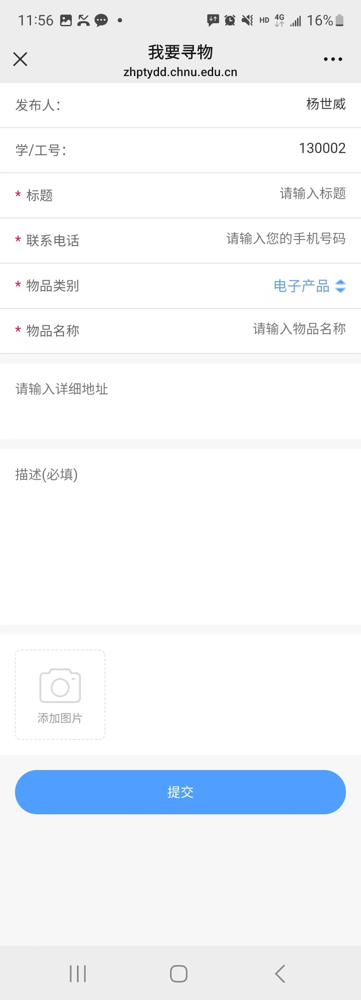 11:56 HD 4G 16%
我要寻物
zhptydd.chnu.edu.cn
发布人: 杨世威
学/工号: 130002
* 标题 请输入标题
* 联系电话 请输入您的手机号码
* 物品类别 电子产品
* 物品名称 请输入物品名称
请输入详细地址
描述(必填)
添加图片
提交